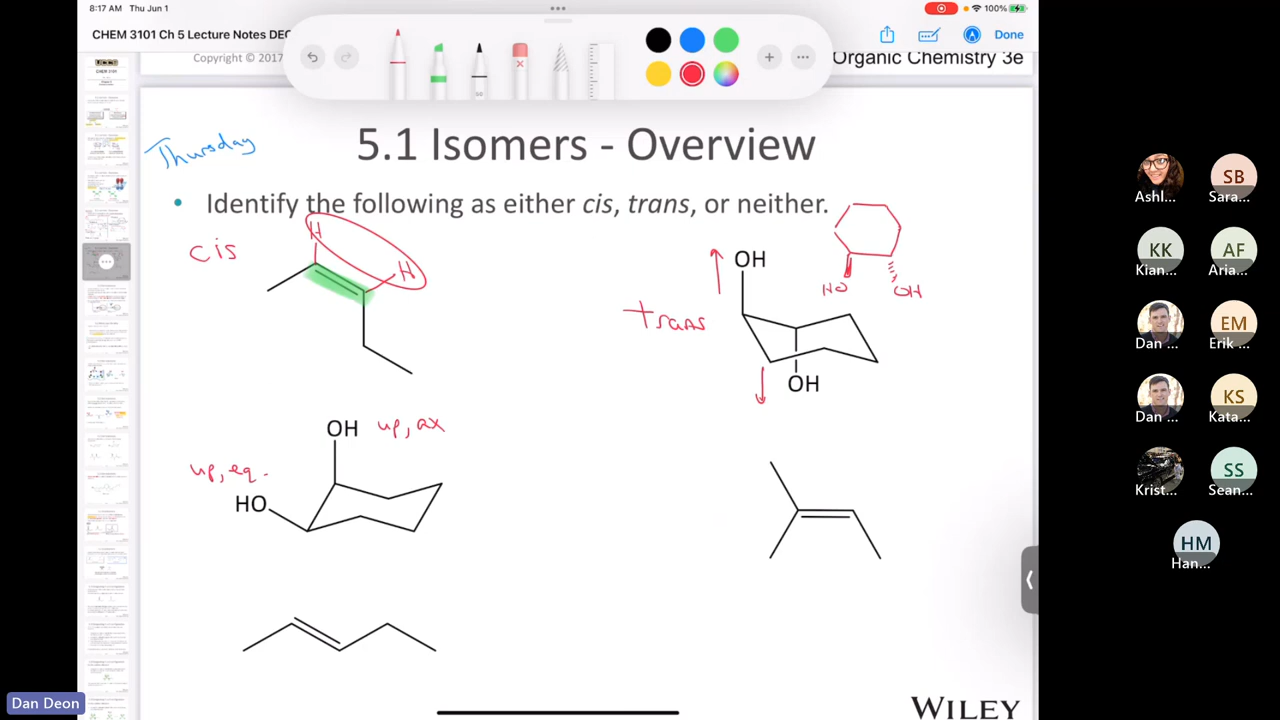 8:17 AM Thu Jun 1
100%
CHEM 3101 Ch 5 Lecture Notes DEC
Done
Copyright © 2017
Organic Chemistry 3e
Thursday
5.1 Isomers - Overview
• Identify the following as either cis, trans, or neither.
cis
H
H
OH
HO
OH
trans
OH
OH up, ax
up, eq.
HO
WILEY
Ashl...
SB
Sara...
KK
Kian...
AF
Aria...
Dan ...
EM
Erik ...
Dan ...
KS
Kata...
Krist...
SS
Sean...
HM
Han...
Dan Deon